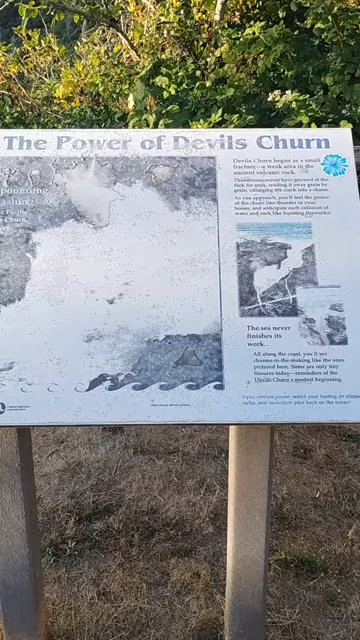 The Power of Devils Churn
pounding
ashing
e Pacific
s Churn.
Devils Churn began as a small
fracture—a weak area in the
ancient volcanic rock.
Thunderous waves have gnawed at the
rock for eons, eroding it away grain by
grain, enlarging the crack into a chasm.
As you approach, you'll feel the power
of the churn like thunder in your
bones, and anticipate each collision of
water and rock like bursting fireworks!
The sea never
finishes its
work...
All along the coast, you'll see
chasms-in-the-making like the ones
pictured here. Some are only tiny
fissures today—reminders of the
Devils Churn's modest beginning.
If you venture closer, watch your footing on slippe
and never turn your back on the ocean!